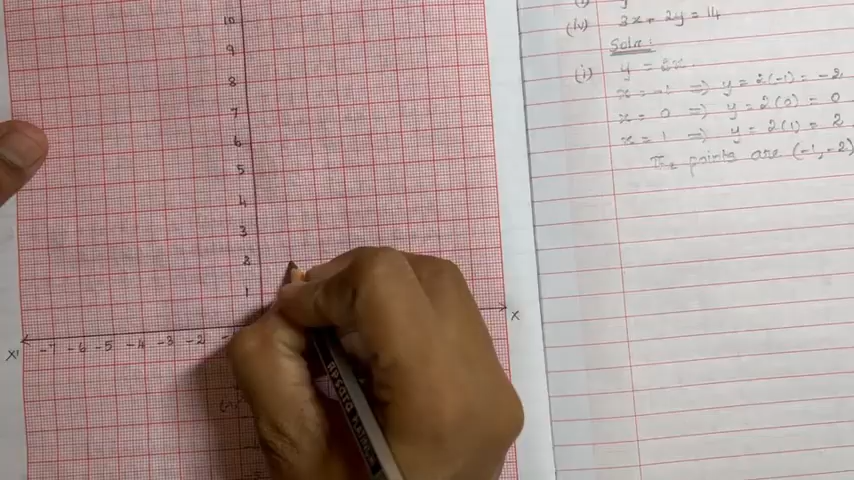 10
9
8
7
6
5
4
3
2
1
X' -7 -6 -5 -4 -3 -2 X
APSARA PLATINUM
(iv) 3x + 2y = 14
Soln:
(i) y = 2x
x = -1 ⇒ y = 2(-1) = -2
x = 0 ⇒ y = 2(0) = 0
x = 1 ⇒ y = 2(1) = 2
The points are (-1,-2)